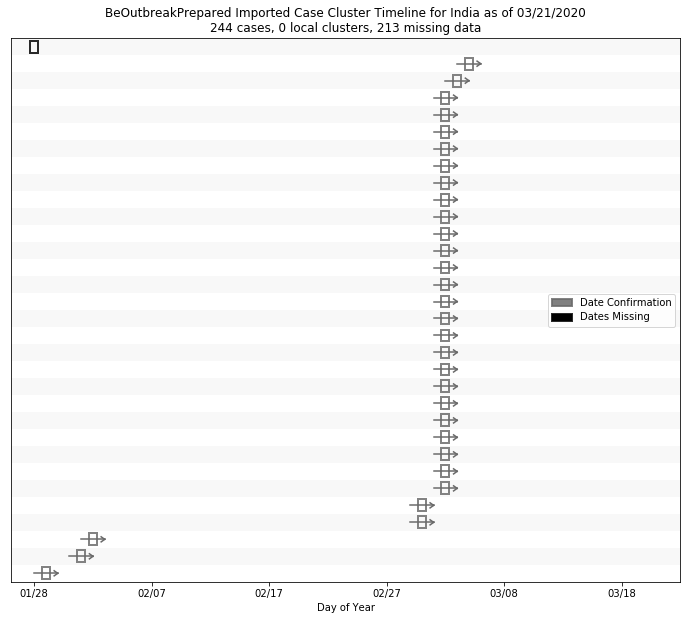 BeOutbreakPrepared Imported Case Cluster Timeline for India as of 03/21/2020
244 cases, 0 local clusters, 213 missing data
Date Confirmation
Dates Missing
01/28 02/07 02/17 02/27 03/08 03/18
Day of Year